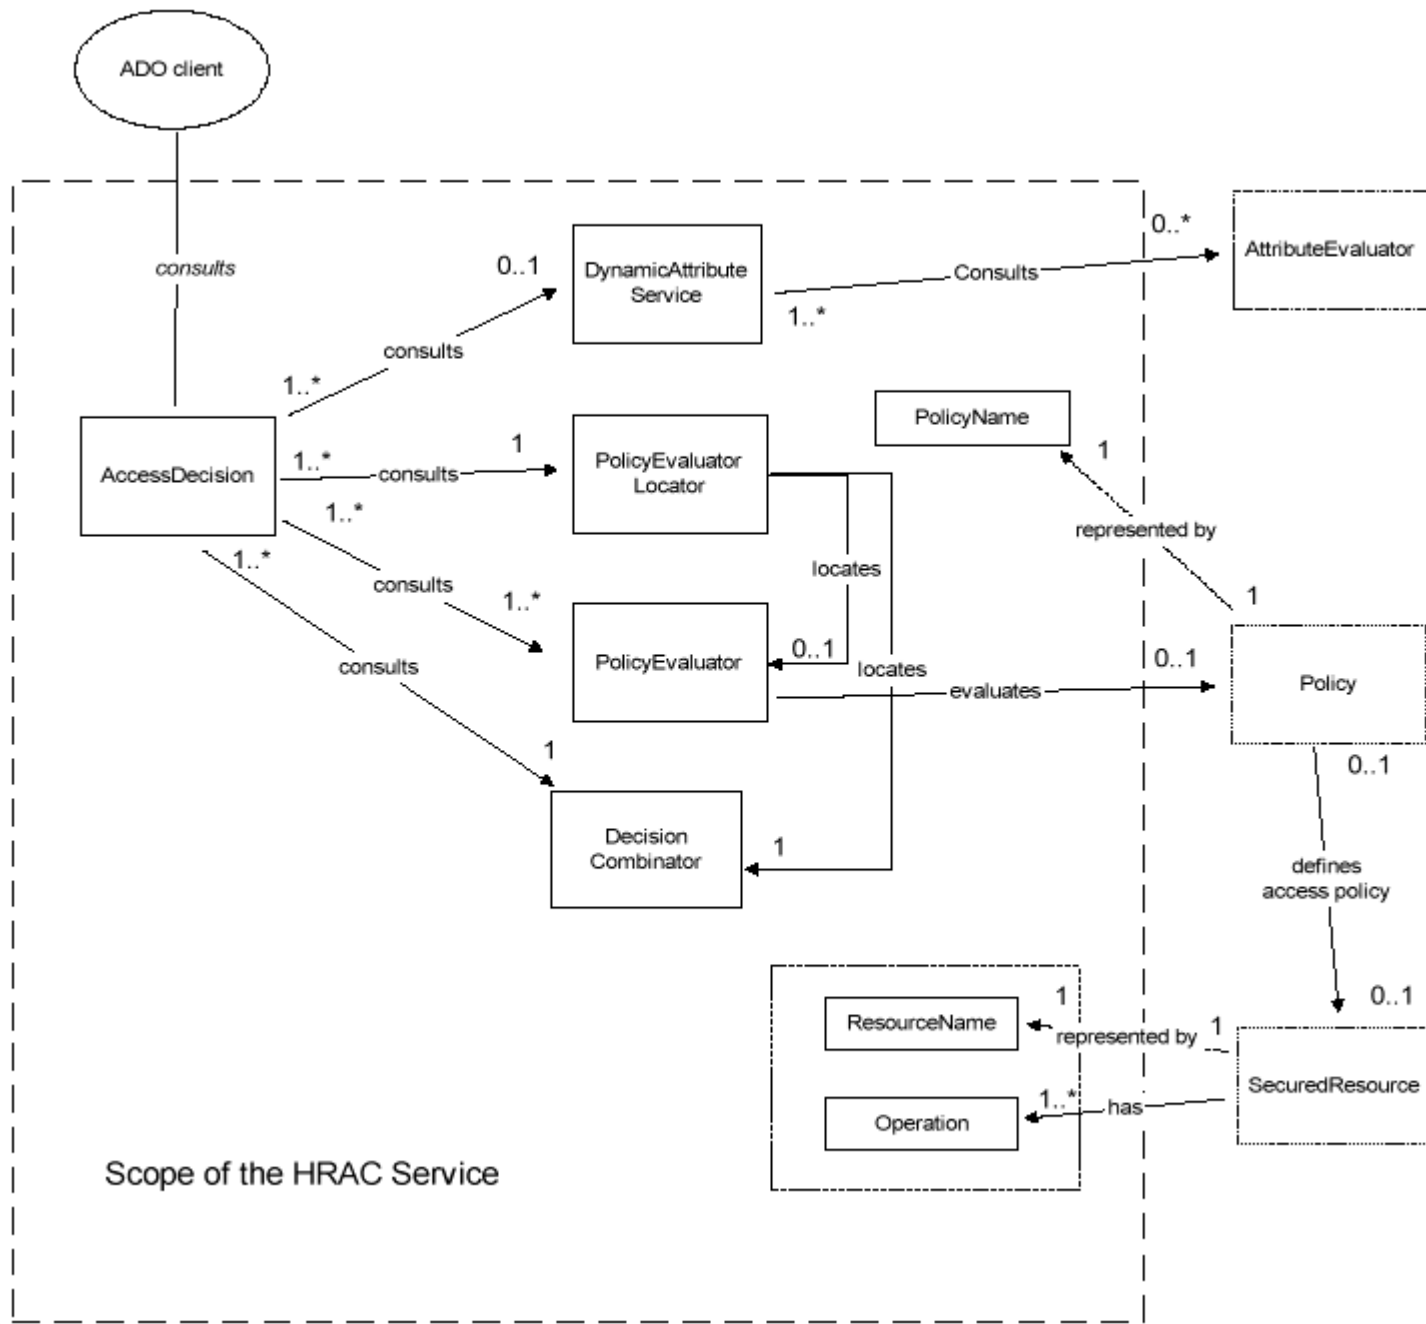 ADO client
consults
0..1
DynamicAttribute
Service
Consults
0..*
1..*
AttributeEvaluator
consults
1..*
PolicyName
1
AccessDecision
1..*
consults
1
PolicyEvaluator
Locator
1..*
represented by
1
1..*
consults
1..*
locates
PolicyEvaluator
0..1
locates
evaluates
0..1
Policy
consults
1
0..1
Decision
Combinator
1
defines
access policy
ResourceName
1
represented by
1
0..1
SecuredResource
Operation
1..*
has
Scope of the HRAC Service